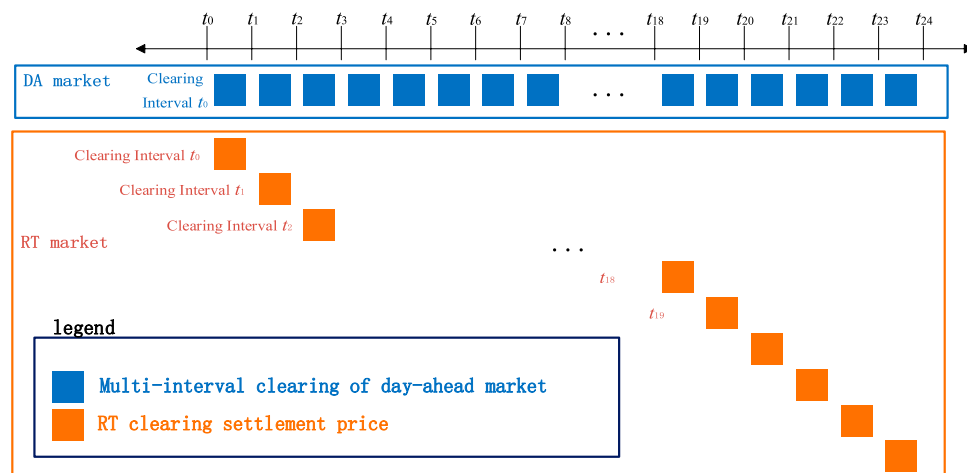 t0 t1 t2 t3 t4 t5 t6 t7 t8 ... t18 t19 t20 t21 t22 t23 t24
DA market
Clearing
Interval t0
...
Clearing Interval t0
Clearing Interval t1
Clearing Interval t2
RT market
...
t18
t19
legend
Multi-interval clearing of day-ahead market
RT clearing settlement price